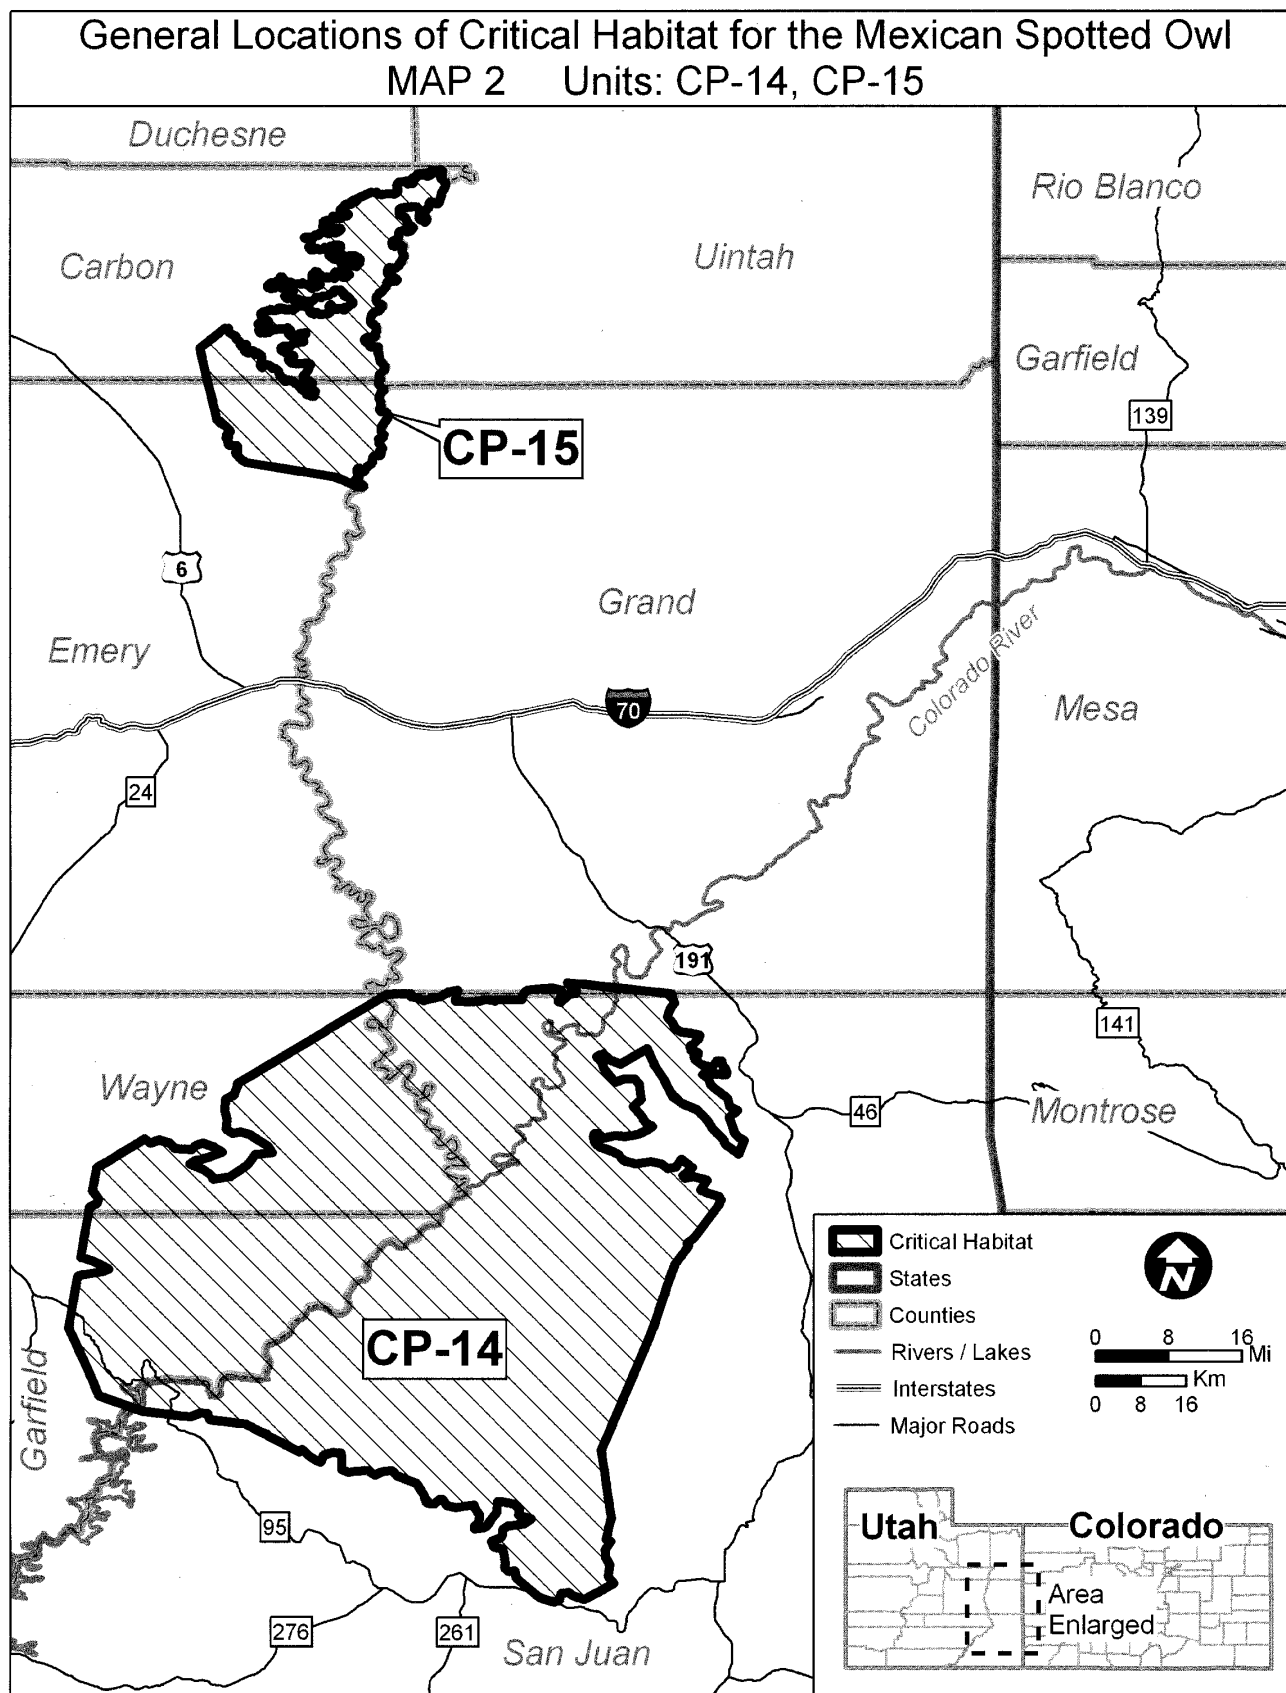 General Locations of Critical Habitat for the Mexican Spotted Owl
MAP 2 Units: CP-14, CP-15
Duchesne
Rio Blanco
Carbon
Uintah
Garfield
139
CP-15
6
Grand
Emery
Colorado River
70
Mesa
24
191
141
Wayne
46
Montrose
CP-14
Garfield
95
276
261
San Juan
Critical Habitat
States
Counties
Rivers / Lakes
Interstates
Major Roads
N
0 8 16
Mi
Km
0 8 16
Utah
Colorado
Area
Enlarged